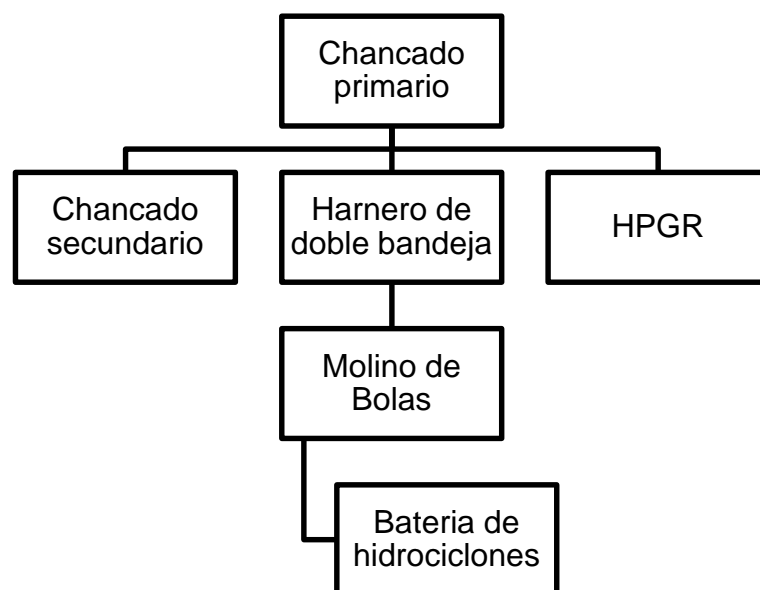 Chancado
primario
Chancado
secundario
Harnero de
doble bandeja
HPGR
Molino de
Bolas
Bateria de
hidrociclones